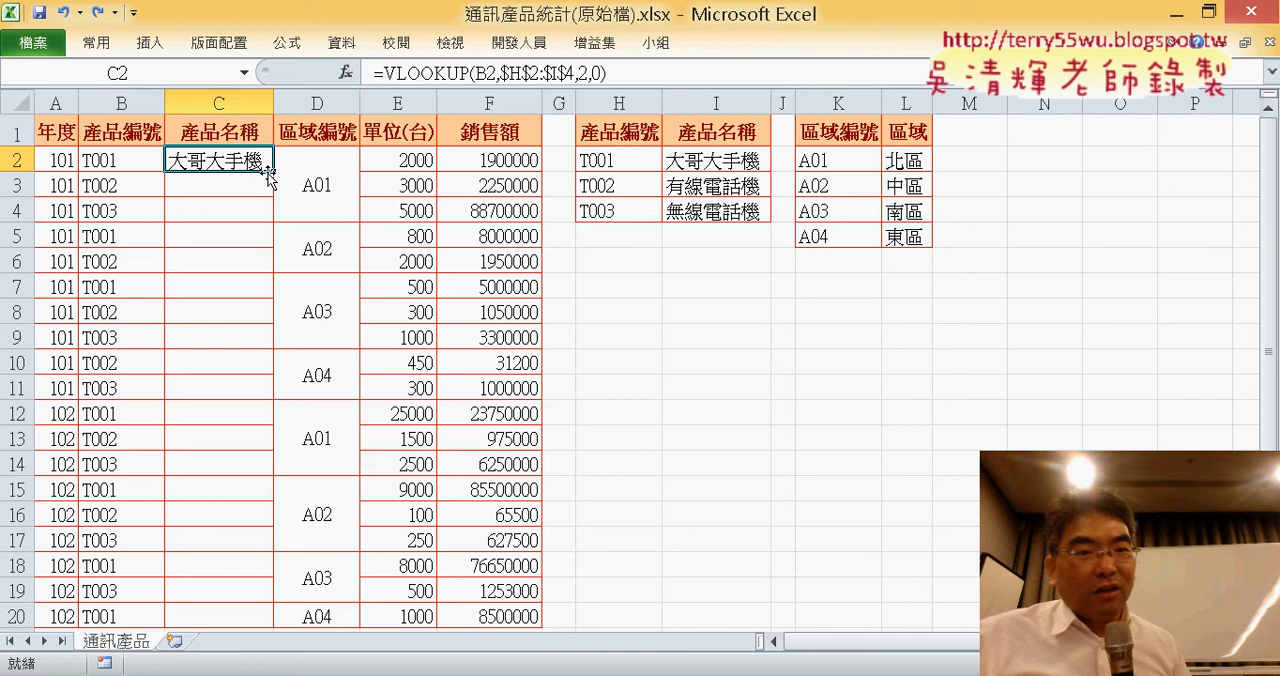 通訊產品統計(原始檔).xlsx - Microsoft Excel
檔案 常用 插入 版面配置 公式 資料 校閱 檢視 開發人員 增益集 小組
http://terry55wu.blogspot.tw
吳清輝老師錄製
C2 fx =VLOOKUP(B2,$H$2:$I$4,2,0)
A B C D E F G H I J K L M N O P
1 年度 產品編號 產品名稱 區域編號 單位(台) 銷售額 產品編號 產品名稱 區域編號 區域
2 101 T001 大哥大手機 2000 1900000 T001 大哥大手機 A01 北區
3 101 T002 A01 3000 2250000 T002 有線電話機 A02 中區
4 101 T003 5000 88700000 T003 無線電話機 A03 南區
5 101 T001 A02 800 8000000 A04 東區
6 101 T002 2000 1950000
7 101 T001 500 5000000
8 101 T002 A03 300 1050000
9 101 T003 1000 3300000
10 101 T002 A04 450 31200
11 101 T003 300 1000000
12 102 T001 25000 23750000
13 102 T002 A01 1500 975000
14 102 T003 2500 6250000
15 102 T001 9000 85500000
16 102 T002 A02 100 65500
17 102 T003 250 627500
18 102 T001 A03 8000 76650000
19 102 T003 500 1253000
20 102 T001 A04 1000 8500000
通訊產品
就緒